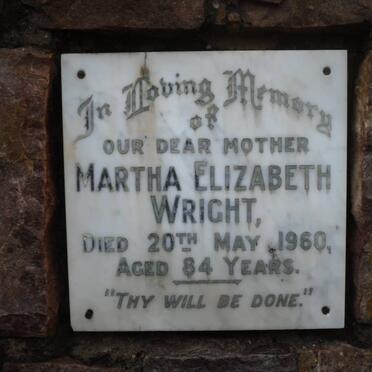 In Loving Memory
of
OUR DEAR MOTHER
MARTHA ELIZABETH
WRIGHT,
DIED 20TH MAY 1960,
AGED 84 YEARS.
"THY WILL BE DONE."